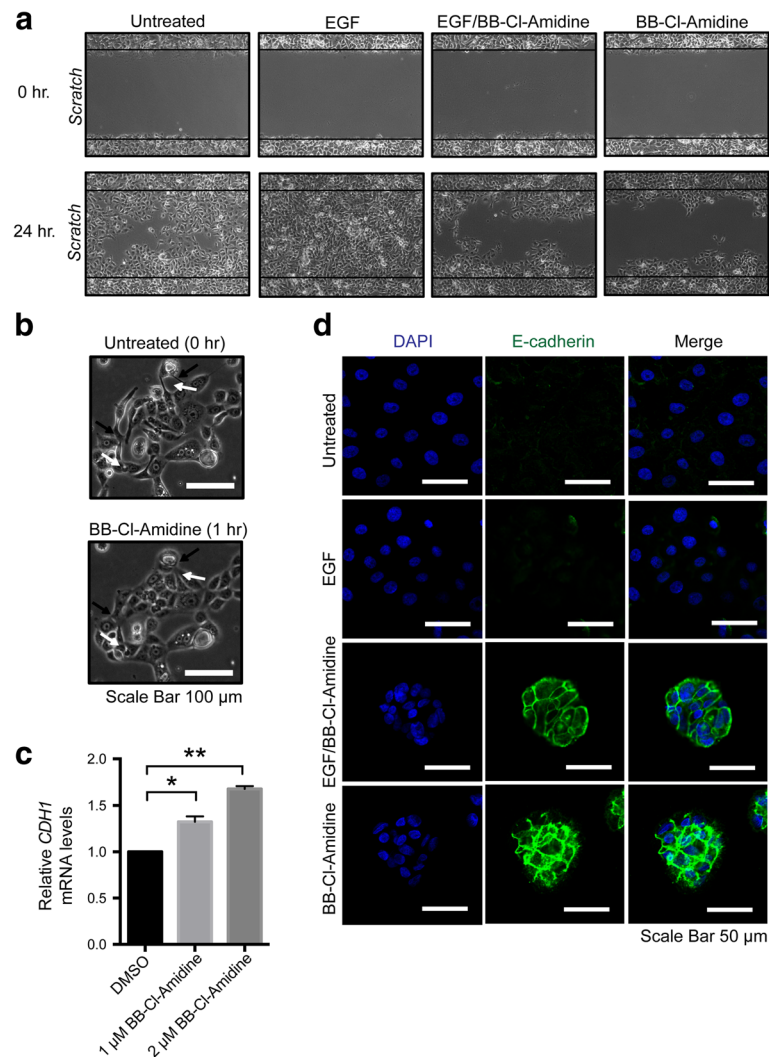 a
Untreated EGF EGF/BB-Cl-Amidine BB-Cl-Amidine
0 hr.
Scratch
24 hr.
Scratch
b
Untreated (0 hr)
BB-Cl-Amidine (1 hr)
Scale Bar 100 µm
c
Relative CDH1
mRNA levels
2.0
1.5
1.0
0.5
0.0
*
**
DMSO
1 µM BB-Cl-Amidine
2 µM BB-Cl-Amidine
d
DAPI E-cadherin Merge
Untreated
EGF
EGF/BB-Cl-Amidine
BB-Cl-Amidine
Scale Bar 50 µm